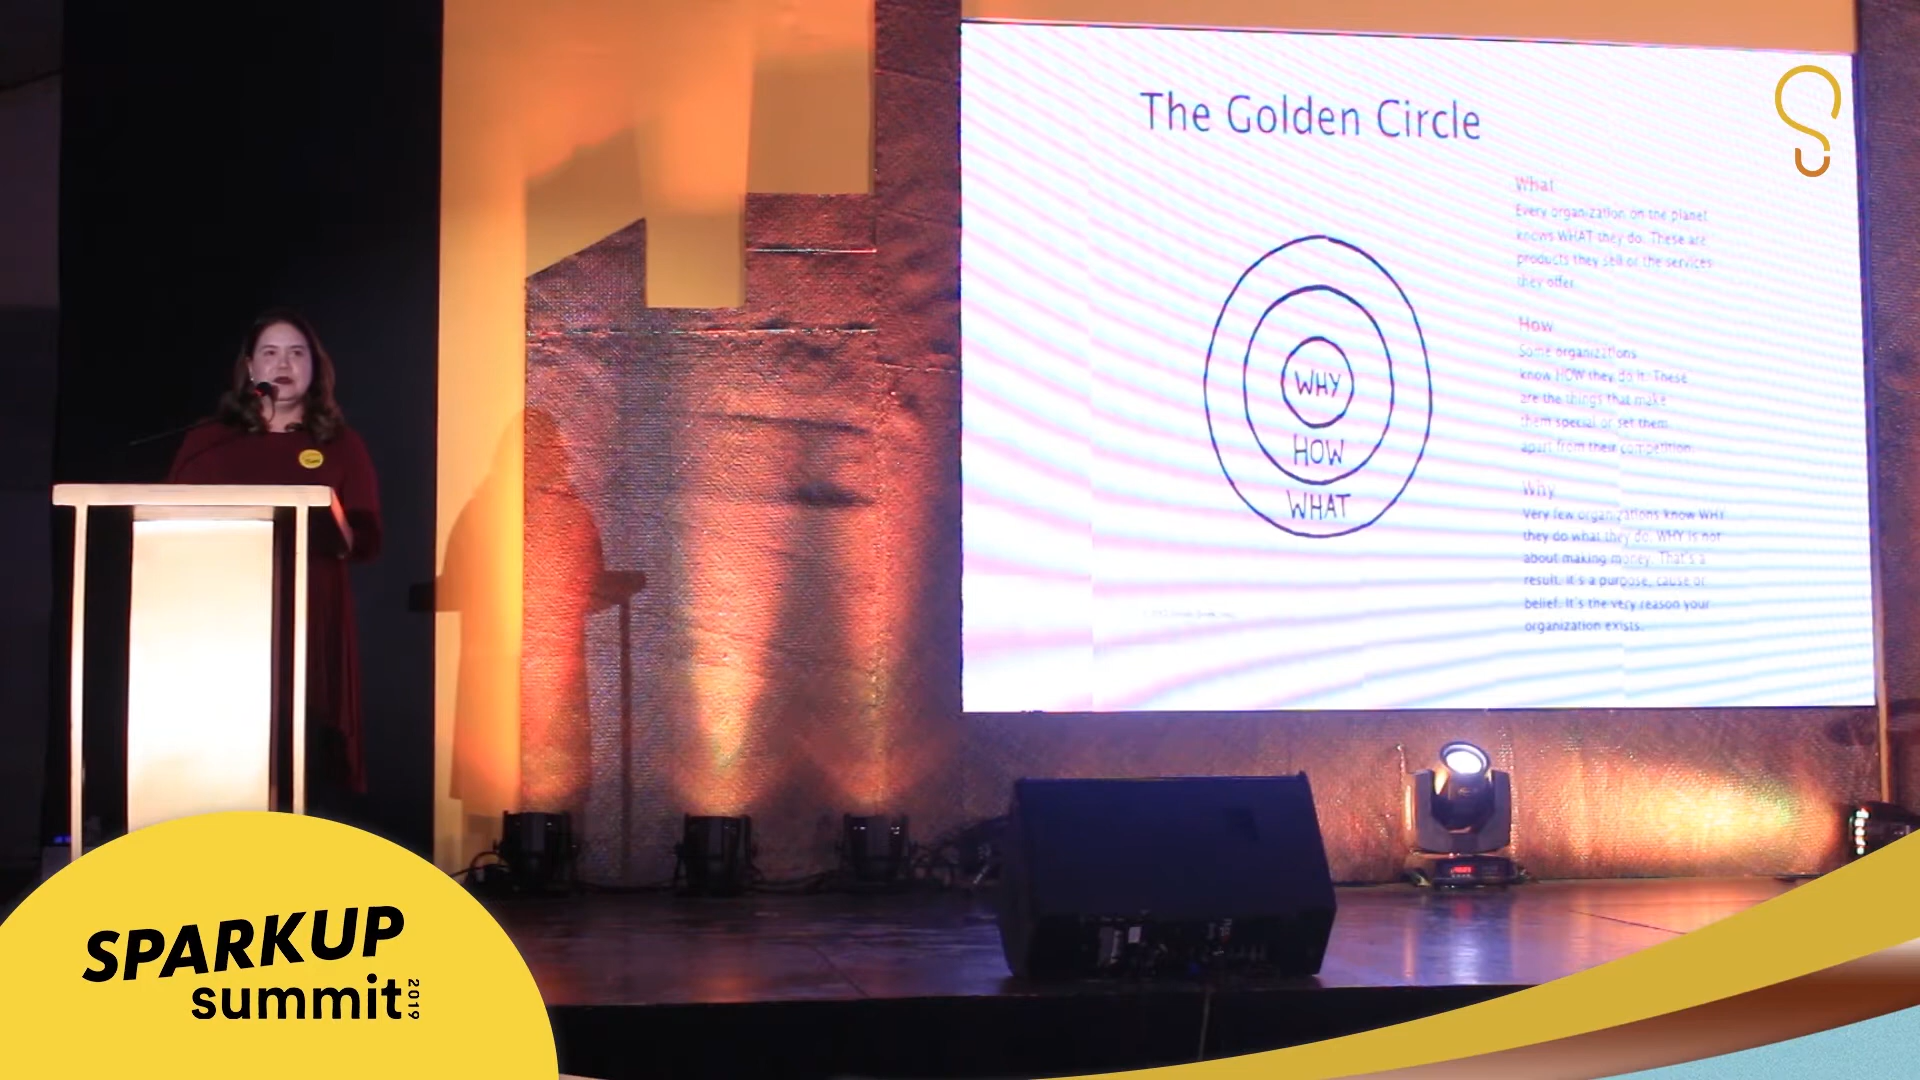 The Golden Circle
What
Every organization on the planet
knows WHAT they do. These are
products they sell or the services
they offer.
WHY
HOW
WHAT
How
Some organizations
know HOW they do it. These
are the things that make
them special or set them
apart from their competition.
Why
Very few organizations know WHY
they do what they do. WHY is not
about making money. That's a
result. It's a purpose, cause or
belief. It's the very reason your
organization exists.
SPARKUP
summit
2019